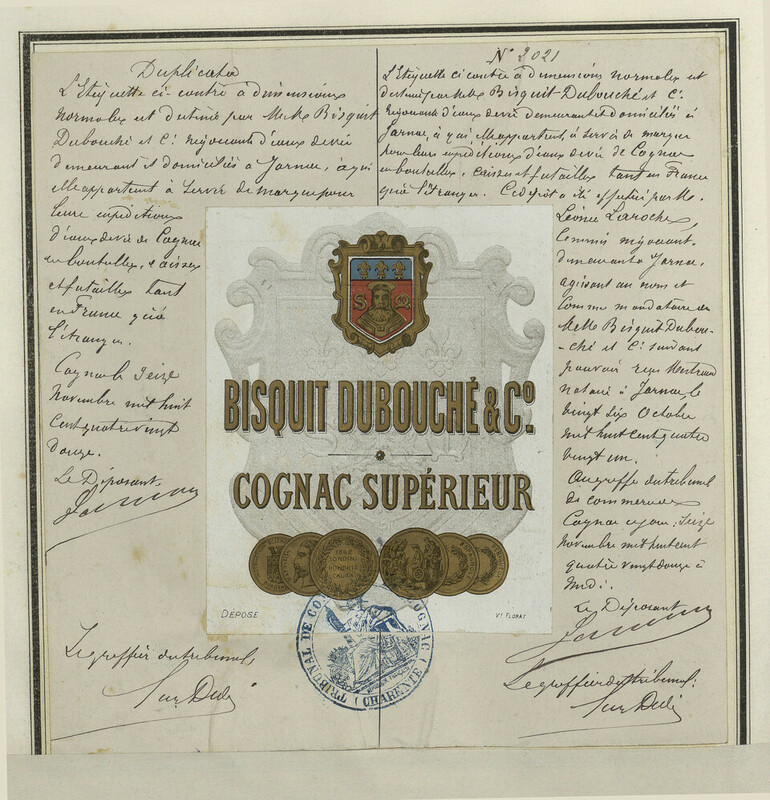 Duplicata
L'Etiquette ci-contre à dimensions
normales est destinée par MM. Bisquit
Dubouché et Cie négociants d'eaux de vie
demeurant et domiciliés à Jarnac, à qui
elle appartient à servir de marque pour
leurs expéditions
d'eaux de vie de Cognac
en bouteilles, caisses
et futailles tant
en France qu'à
l'étranger.
Cognac le Seize
Novembre mil huit
cent quatre vingt
douze.
Le Déposant,
Le greffier du tribunal,
N° 2021
L'Etiquette ci contre à dimensions normales est
destinée par MM. Bisquit-Dubouché et Cie
négociants d'eaux de vie demeurant et domiciliés à
Jarnac, à qui elle appartient, à servir de marque
pour leurs expéditions d'eaux de vie de Cognac
en bouteilles, caisses et futailles tant en France
qu'à l'étranger. Ce dépôt a été effectué par M.
Léonce Laroche,
Commis négociant,
demeurant à Jarnac,
agissant au nom et
comme mandataire de
MM. Bisquit Dubou-
-ché et Cie suivant
pouvoir reçu
notaire à Jarnac, le
vingt six Octobre
mil huit cent quatre
vingt un.
Au greffe du tribunal
de commerce de
Cognac ce jour, Seize
Novembre mil huit cent
quatre vingt douze à
midi.
Le Déposant
Le greffier du tribunal,
S Q
BISQUIT DUBOUCHÉ & Cº.
COGNAC SUPÉRIEUR
1862
LONDINI
HONORIS
CAUSA
DÉPOSÉ
Vt FLORAT
TRIBUNAL DE COMMERCE COGNAC
(CHARENTE)